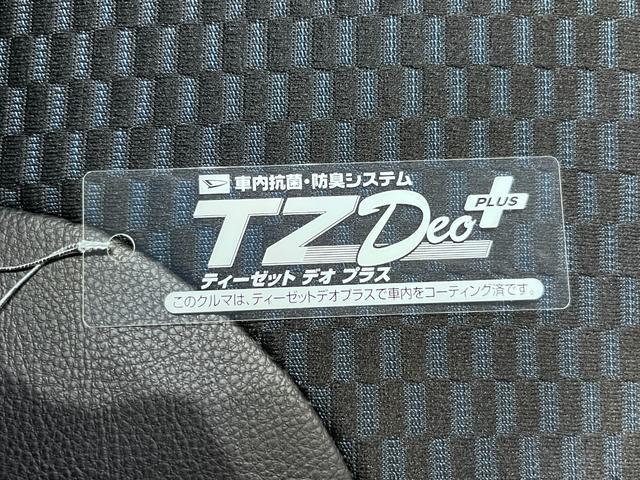 車内抗菌・防臭システム
TZ Deo PLUS
ティーゼット デオ プラス
このクルマは、ティーゼットデオプラスで車内をコーティング済です。